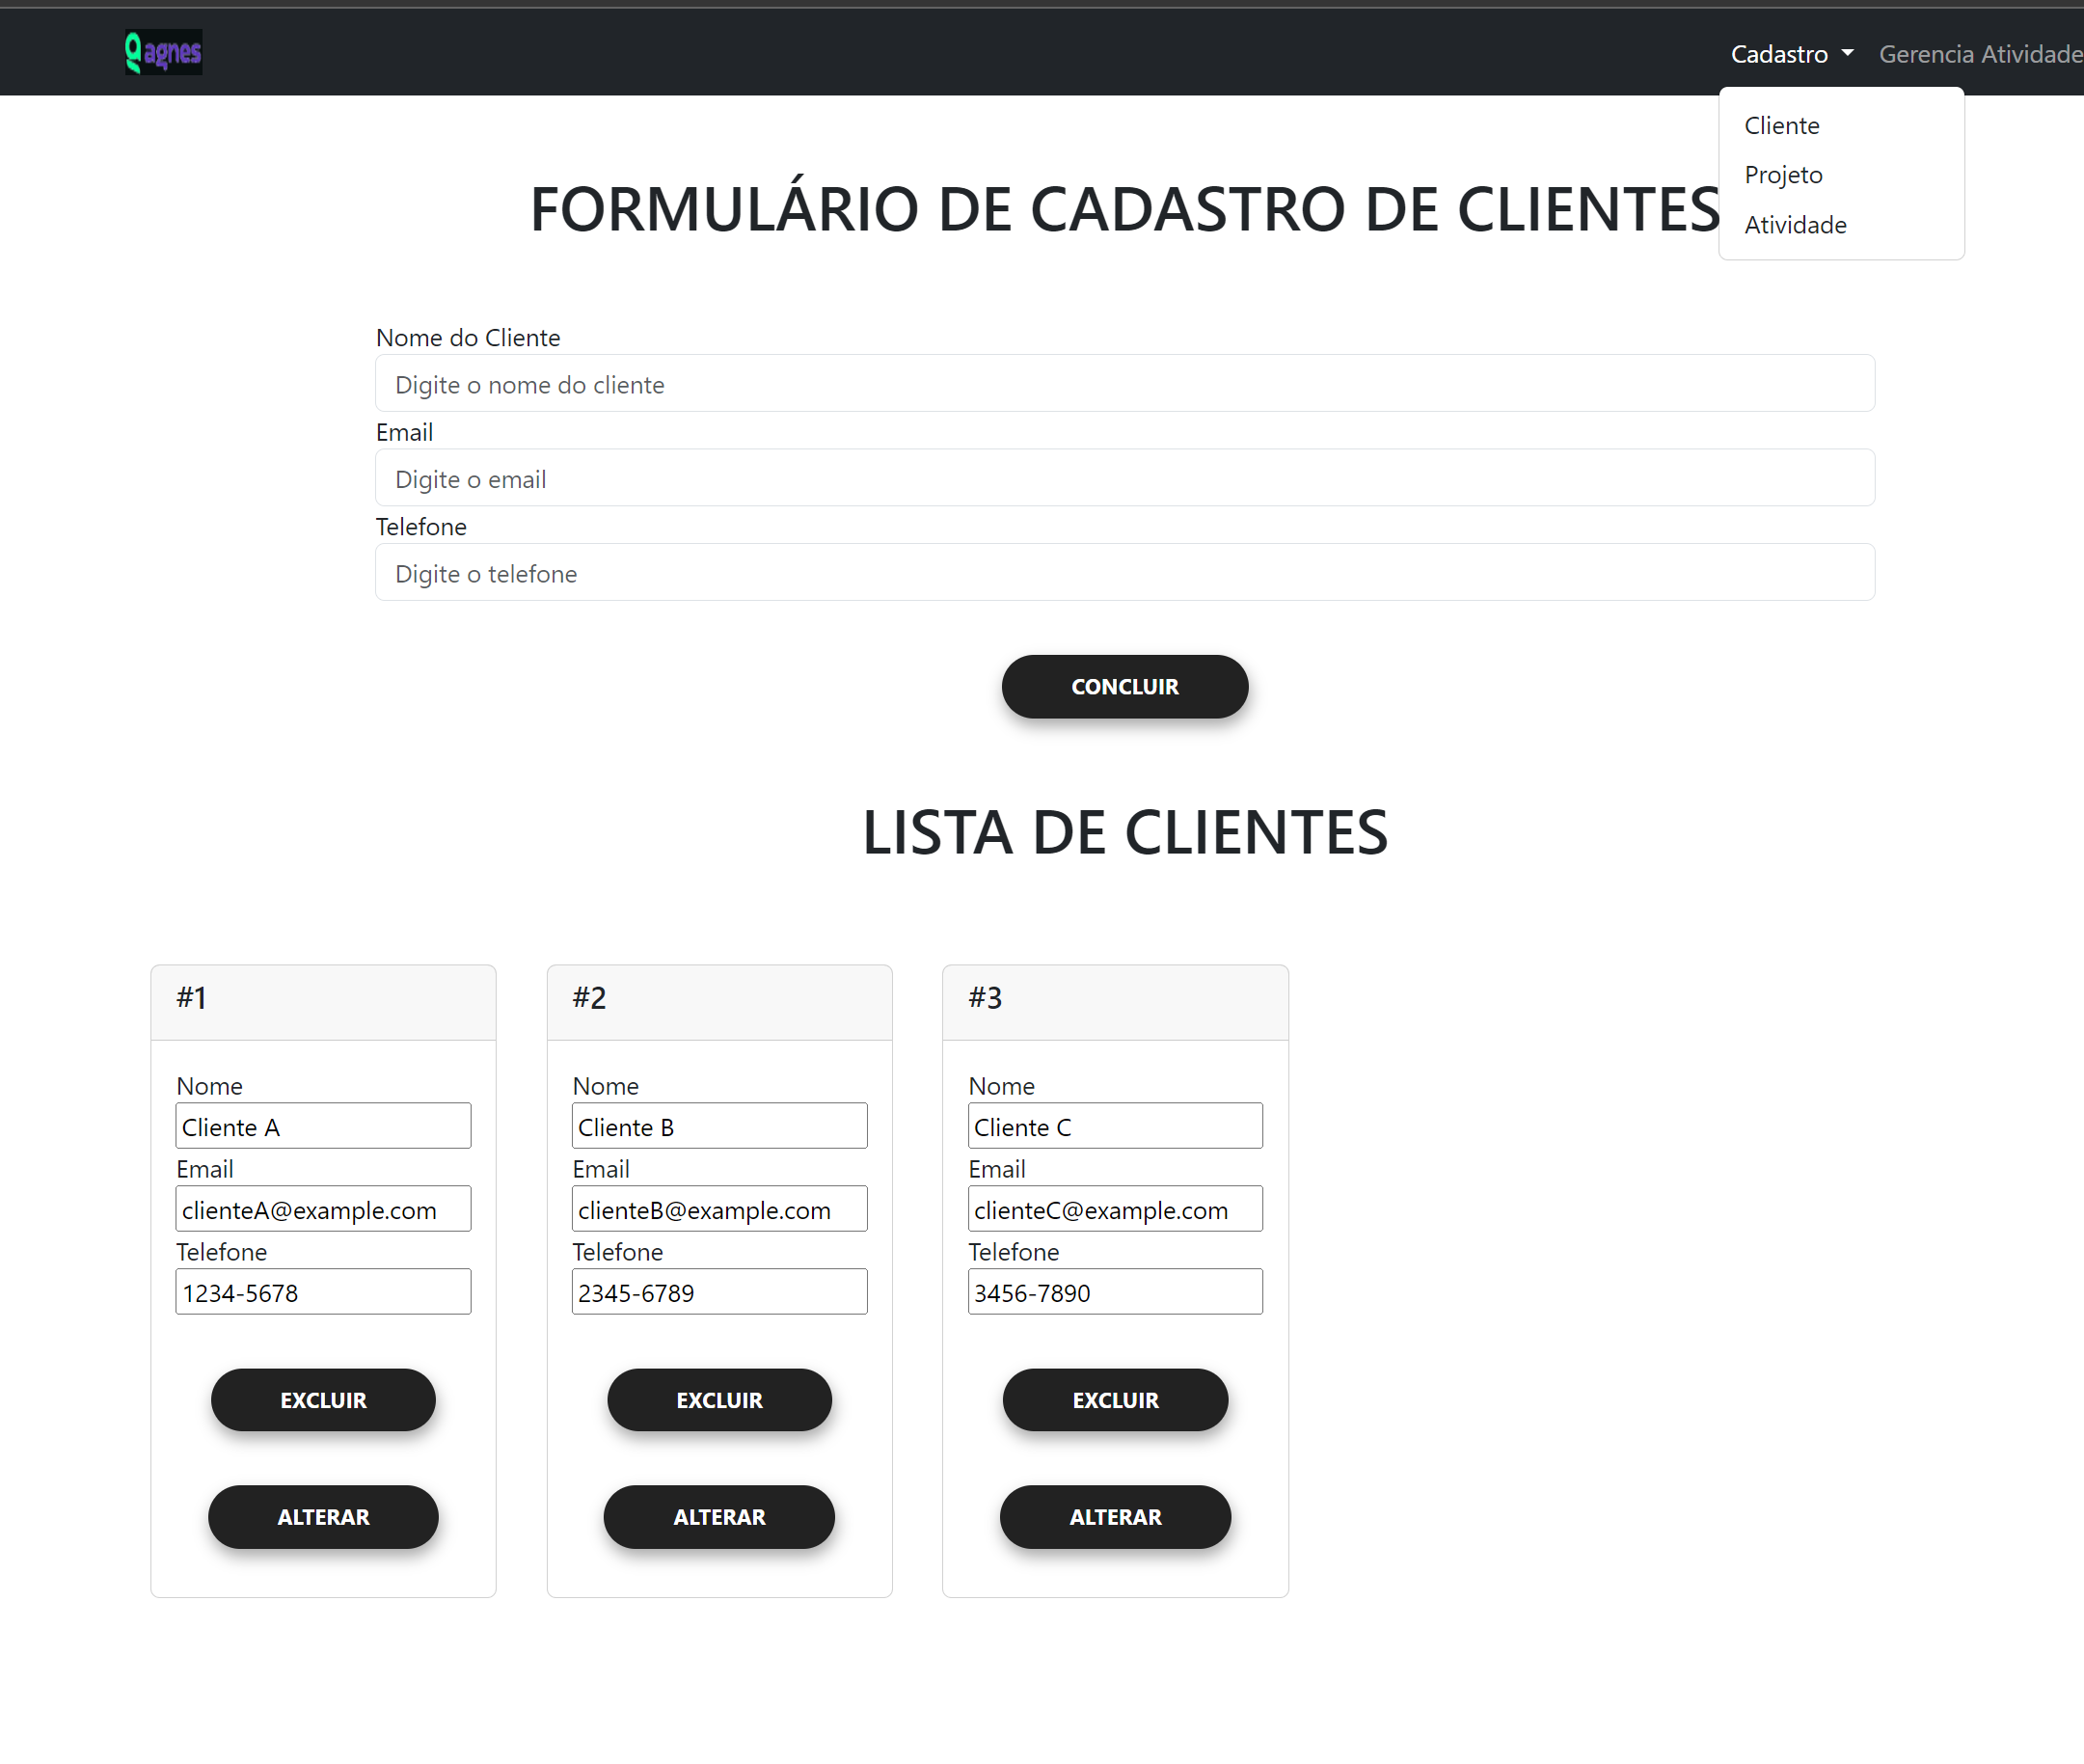 agnes
Cadastro Gerencia Atividade
Cliente
Projeto
Atividade
FORMULÁRIO DE CADASTRO DE CLIENTES
Nome do Cliente
Digite o nome do cliente
Email
Digite o email
Telefone
Digite o telefone
CONCLUIR
LISTA DE CLIENTES
#1
Nome
Cliente A
Email
clienteA@example.com
Telefone
1234-5678
EXCLUIR
ALTERAR
#2
Nome
Cliente B
Email
clienteB@example.com
Telefone
2345-6789
EXCLUIR
ALTERAR
#3
Nome
Cliente C
Email
clienteC@example.com
Telefone
3456-7890
EXCLUIR
ALTERAR